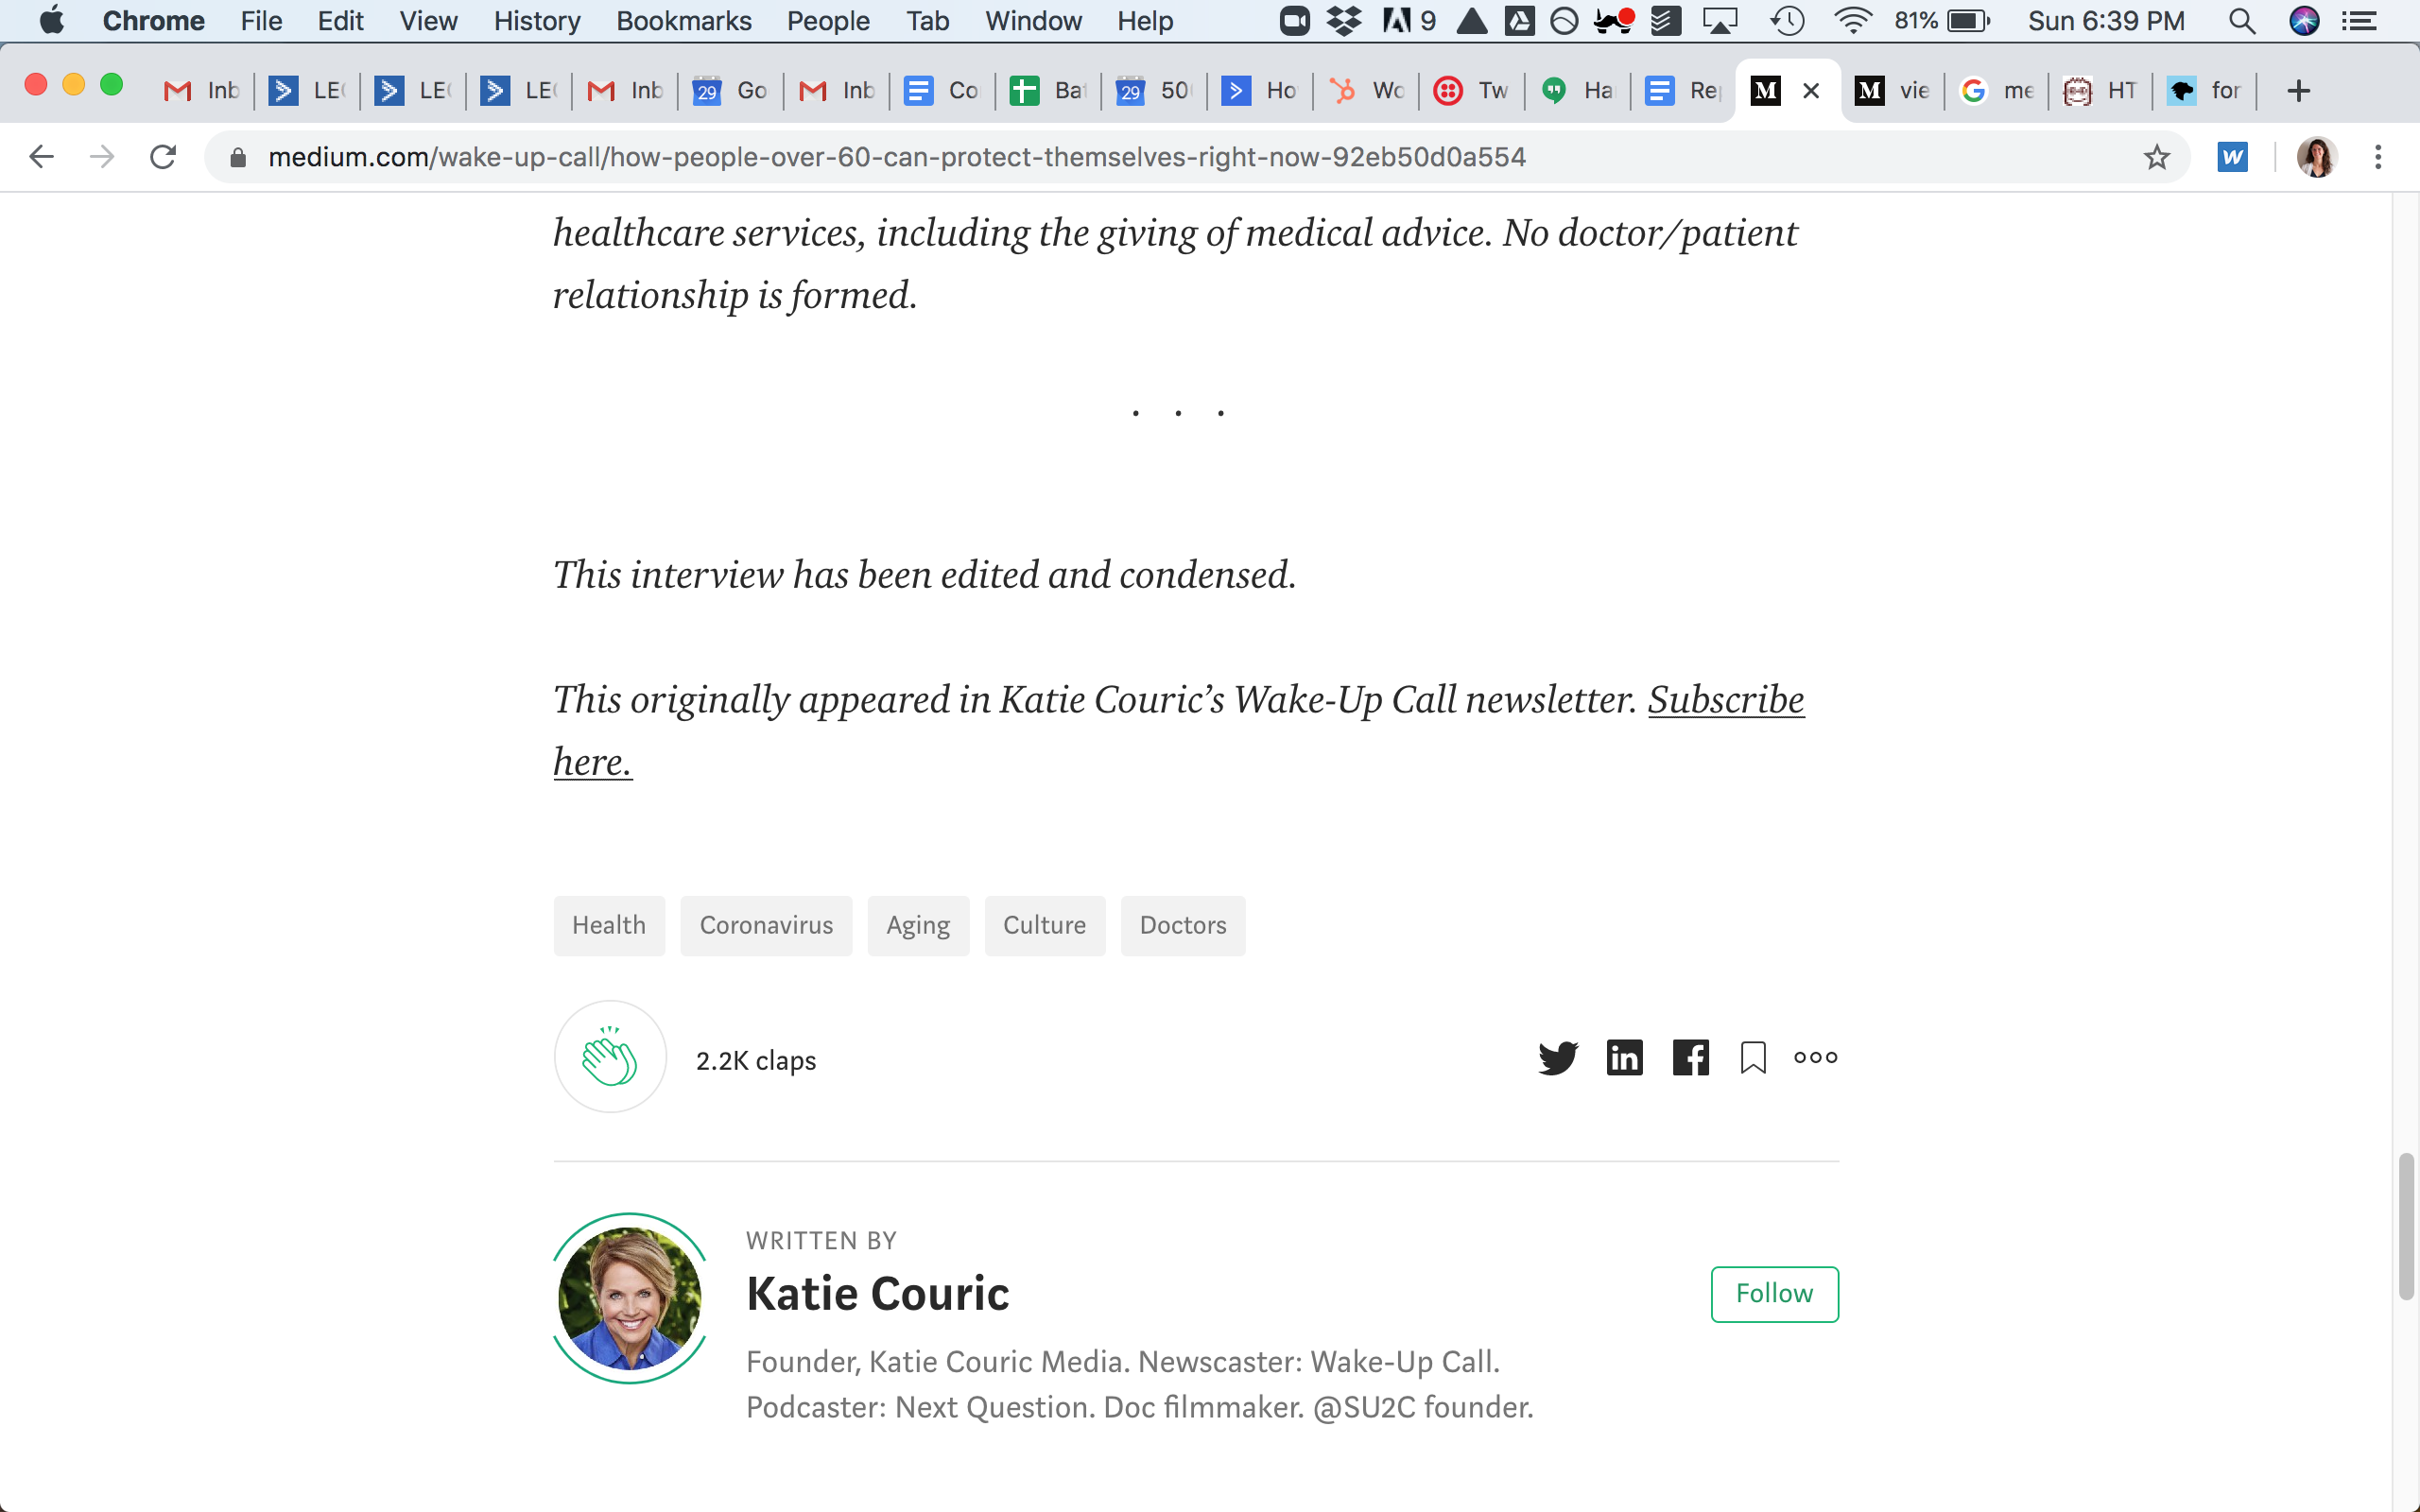 Chrome File Edit View History Bookmarks People Tab Window Help 9 81% Sun 6:39 PM
Inb LE LE LE Inb 29 Go Inb Co Bat 29 50 Ho Wo Tw Ha Re M M vie G me HT for
medium.com/wake-up-call/how-people-over-60-can-protect-themselves-right-now-92eb50d0a554 W
healthcare services, including the giving of medical advice. No doctor/patient
relationship is formed.
. . .
This interview has been edited and condensed.
This originally appeared in Katie Couric’s Wake-Up Call newsletter. Subscribe
here.
Health Coronavirus Aging Culture Doctors
2.2K claps
WRITTEN BY
Katie Couric
Follow
Founder, Katie Couric Media. Newscaster: Wake-Up Call.
Podcaster: Next Question. Doc filmmaker. @SU2C founder.